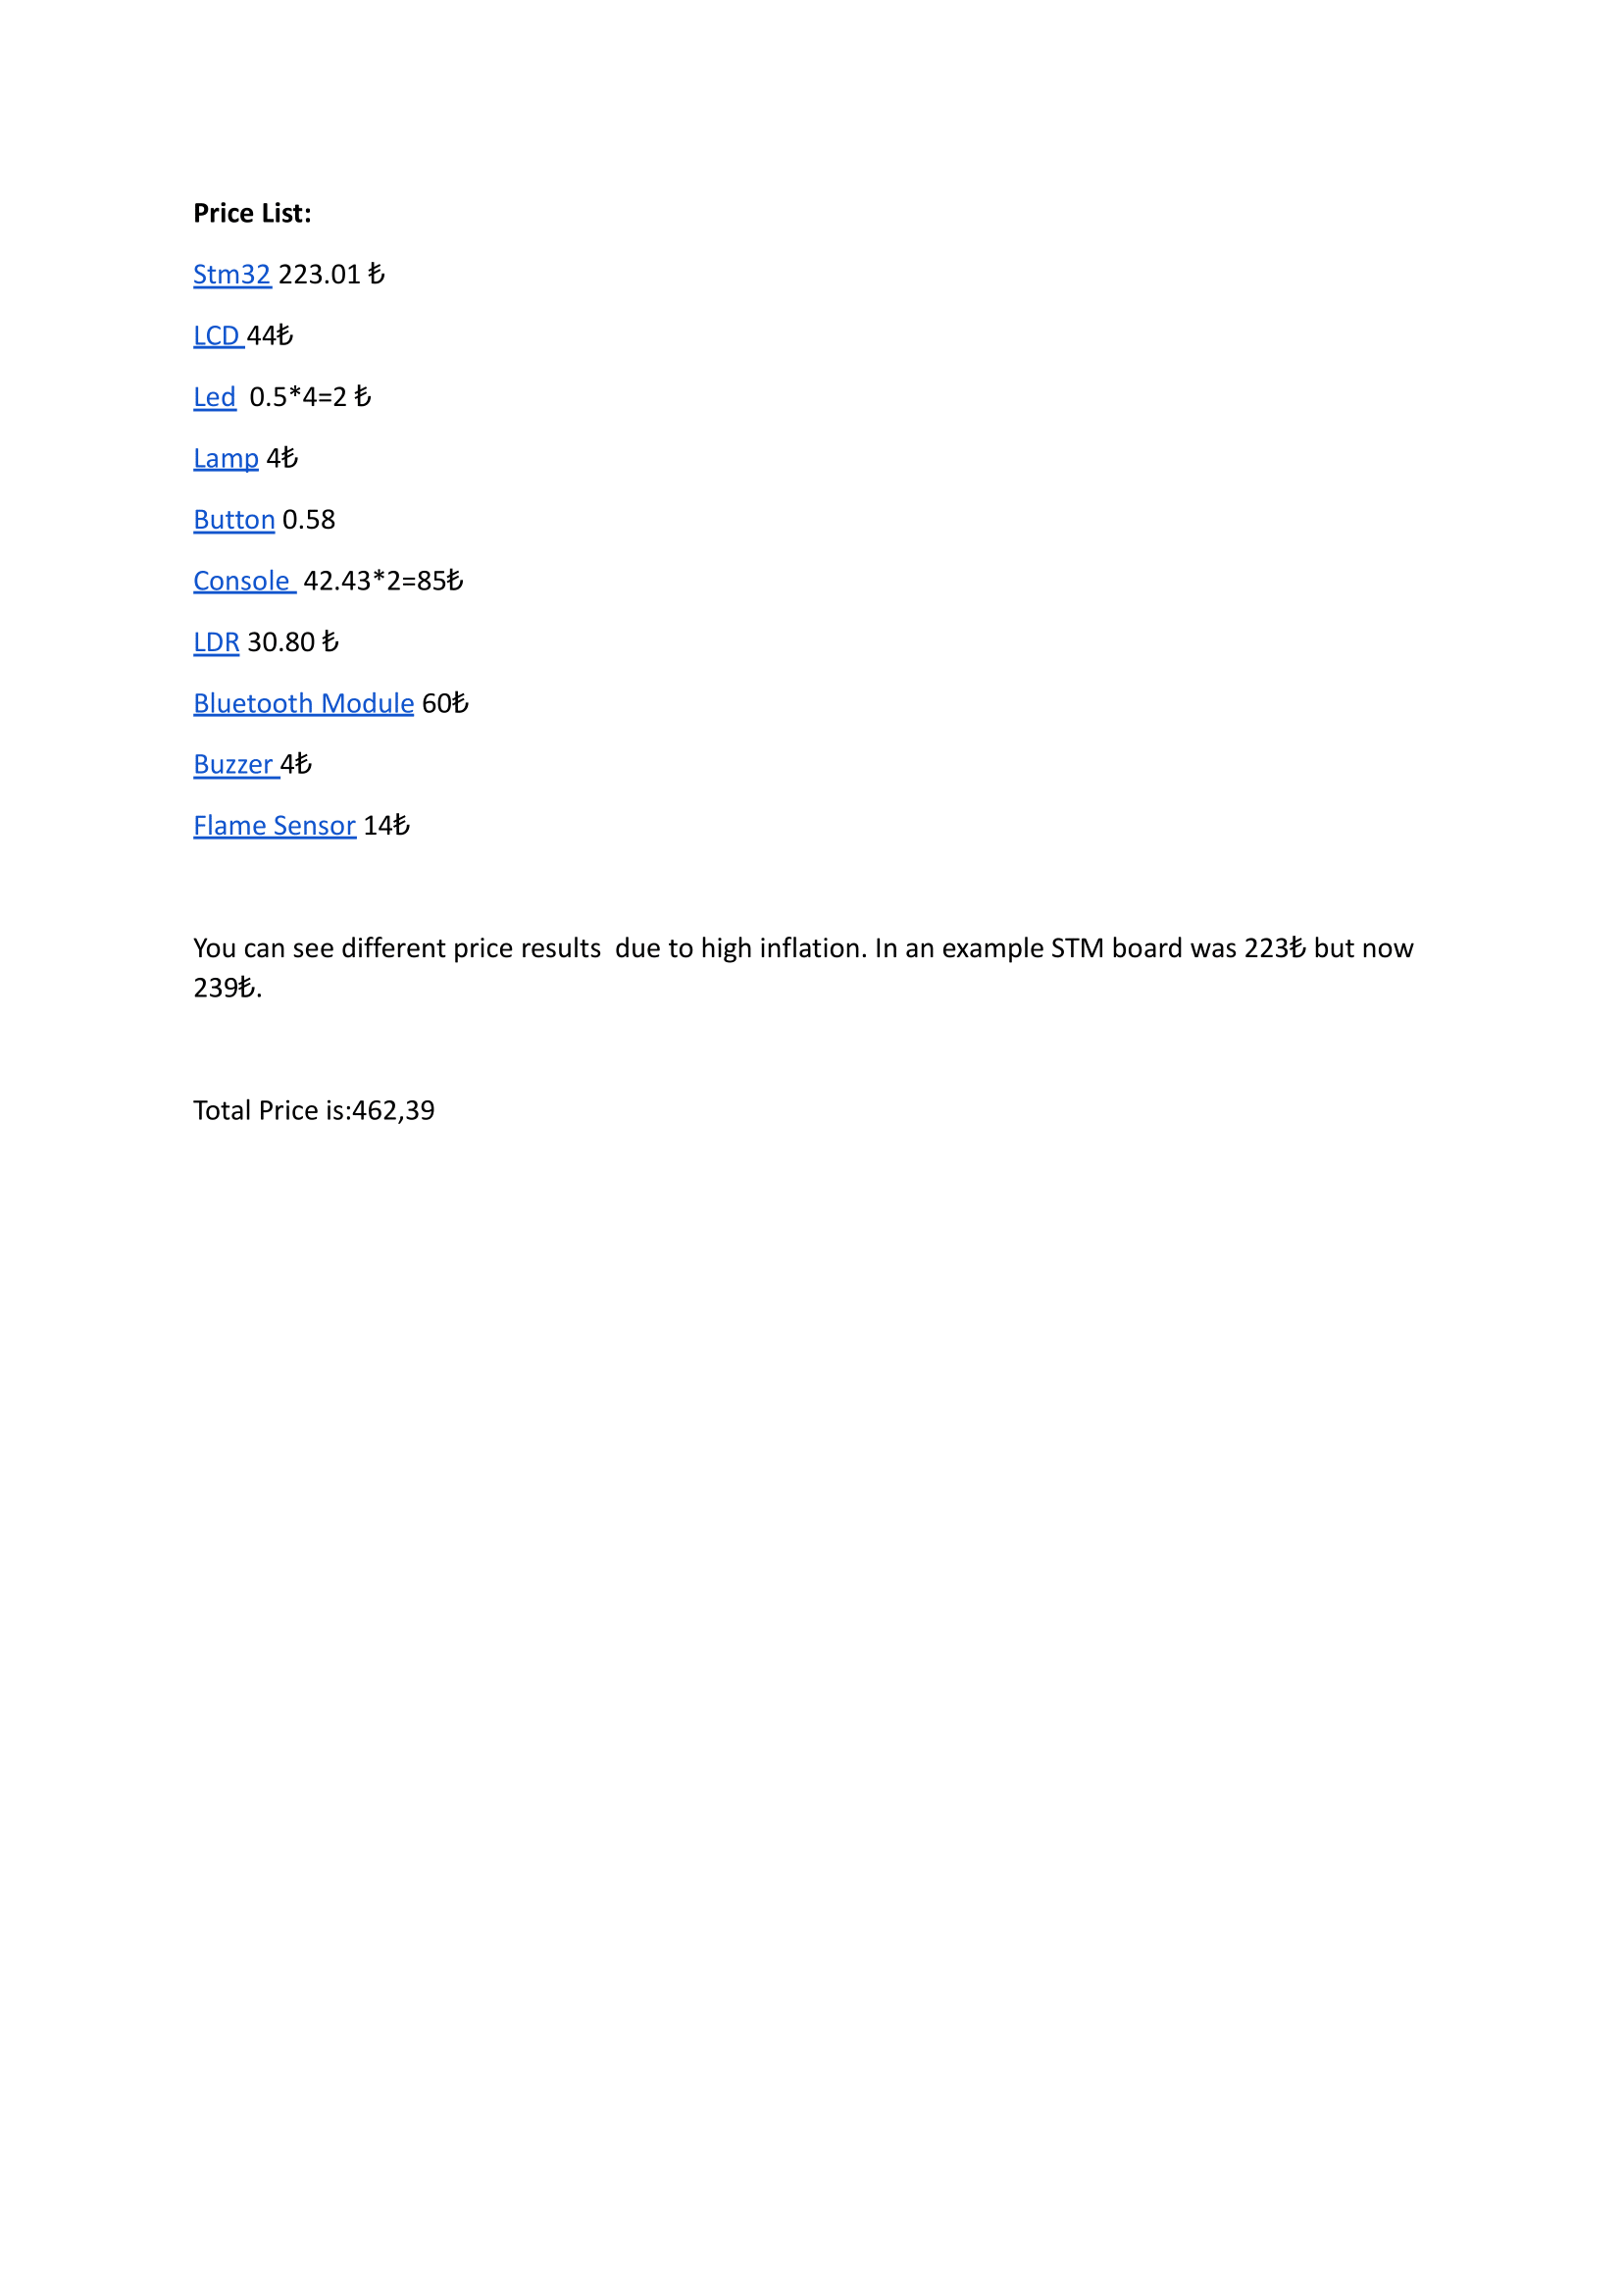 Price List:
Stm32 223.01 ₺
LCD 44₺
Led  0.5*4=2 ₺
Lamp 4₺
Button 0.58
Console  42.43*2=85₺
LDR 30.80 ₺
Bluetooth Module 60₺
Buzzer 4₺
Flame Sensor 14₺
You can see different price results  due to high inflation. In an example STM board was 223₺ but now
239₺.
Total Price is:462,39